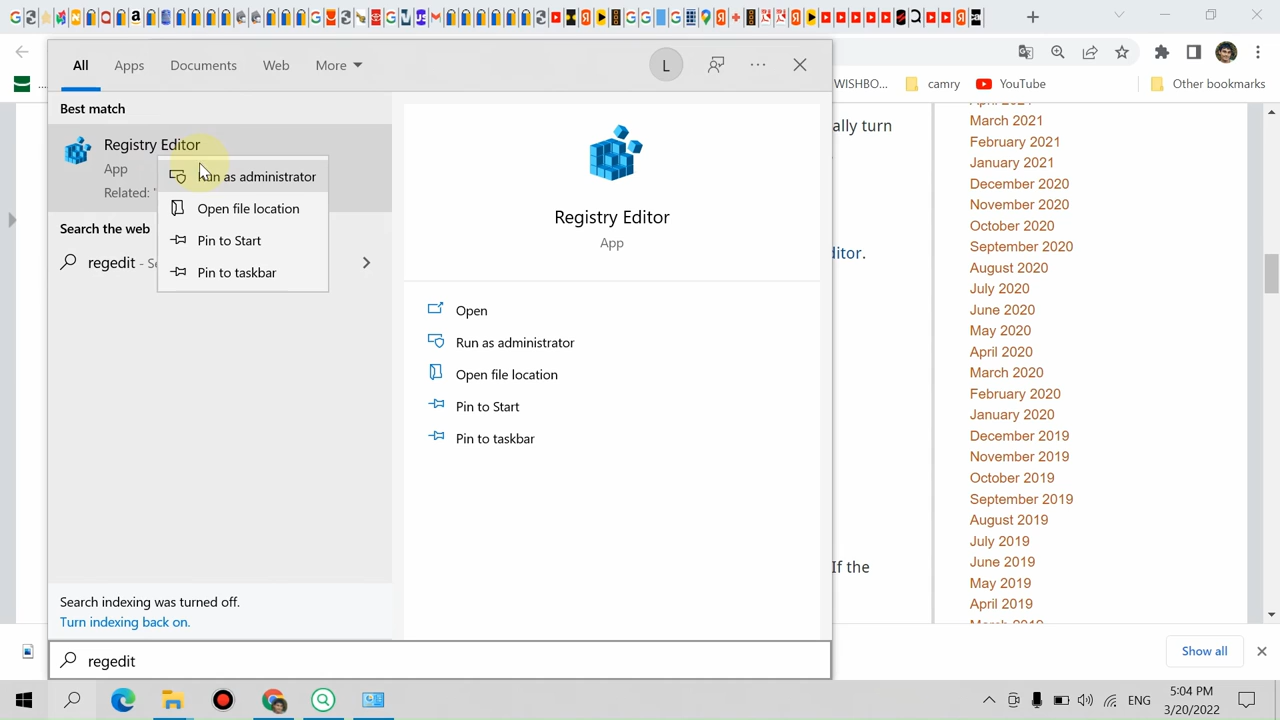 All
Apps
Documents
Web
More
L
WISHBO...
camry
YouTube
Other bookmarks
...
Best match
Registry Editor
App
Related: '
Run as administrator
Open file location
Pin to Start
Pin to taskbar
Search the web
regedit - Se
Registry Editor
App
Open
Run as administrator
Open file location
Pin to Start
Pin to taskbar
ally turn
ditor.
If the
March 2021
February 2021
January 2021
December 2020
November 2020
October 2020
September 2020
August 2020
July 2020
June 2020
May 2020
April 2020
March 2020
February 2020
January 2020
December 2019
November 2019
October 2019
September 2019
August 2019
July 2019
June 2019
May 2019
April 2019
Search indexing was turned off.
Turn indexing back on.
Show all
regedit
ENG
5:04 PM
3/20/2022